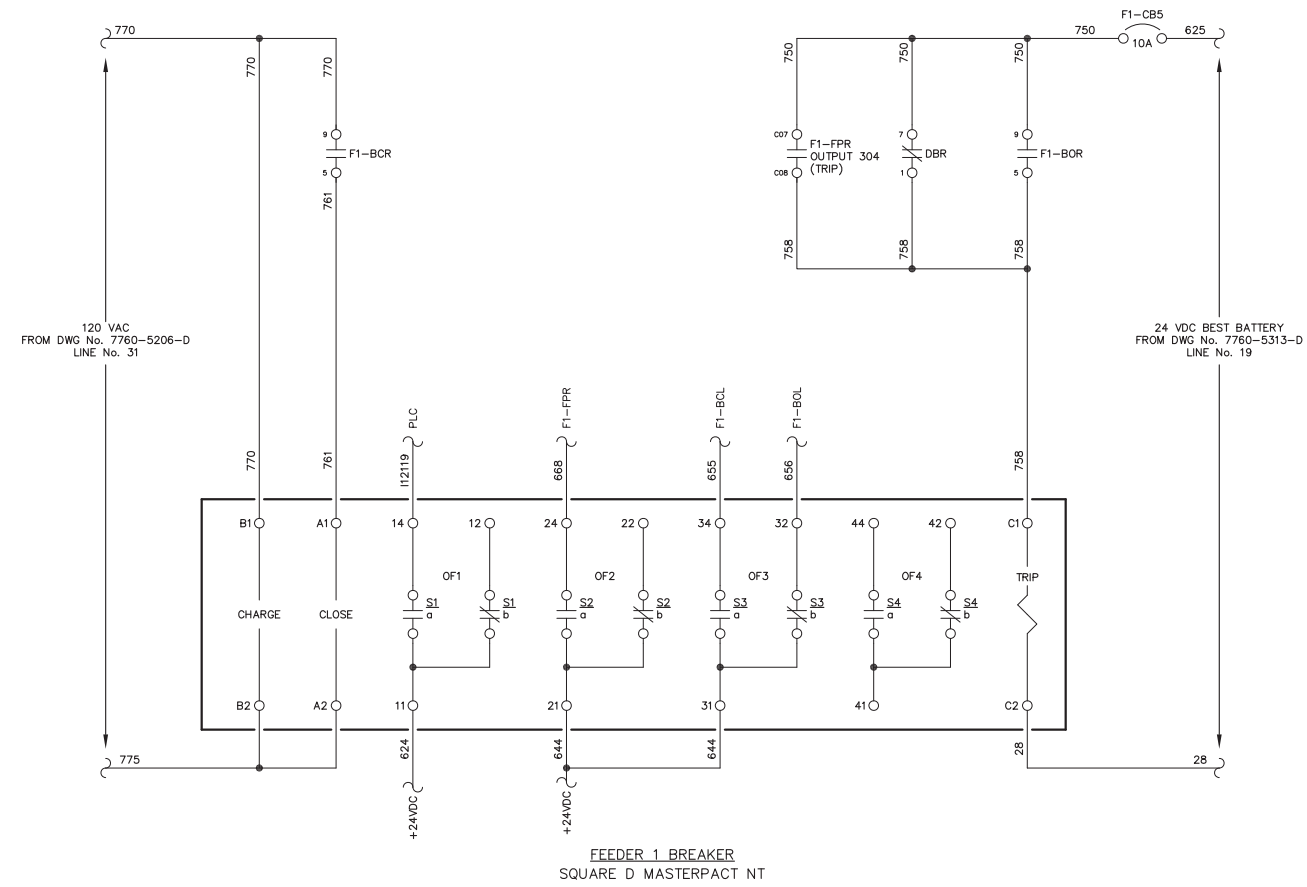 F1-CB5
770
750
10A
625
770
770
750
750
750
9
F1-BCR
5
761
C07
F1-FPR
OUTPUT 304
(TRIP)
C08
7
DBR
1
9
F1-BOR
5
758
758
758
120 VAC
FROM DWG No. 7760-5206-D
LINE No. 31
24 VDC BEST BATTERY
FROM DWG No. 7760-5313-D
LINE No. 19
PLC
F1-FPR
F1-BCL
F1-BOL
770
761
I12119
668
655
656
758
B1
A1
14
12
24
22
34
32
44
42
C1
OF1
OF2
OF3
OF4
TRIP
CHARGE
CLOSE
S1
a
S1
b
S2
a
S2
b
S3
a
S3
b
S4
a
S4
b
B2
A2
11
21
31
41
C2
624
644
644
28
775
28
+24VDC
+24VDC
FEEDER 1 BREAKER
SQUARE D MASTERPACT NT